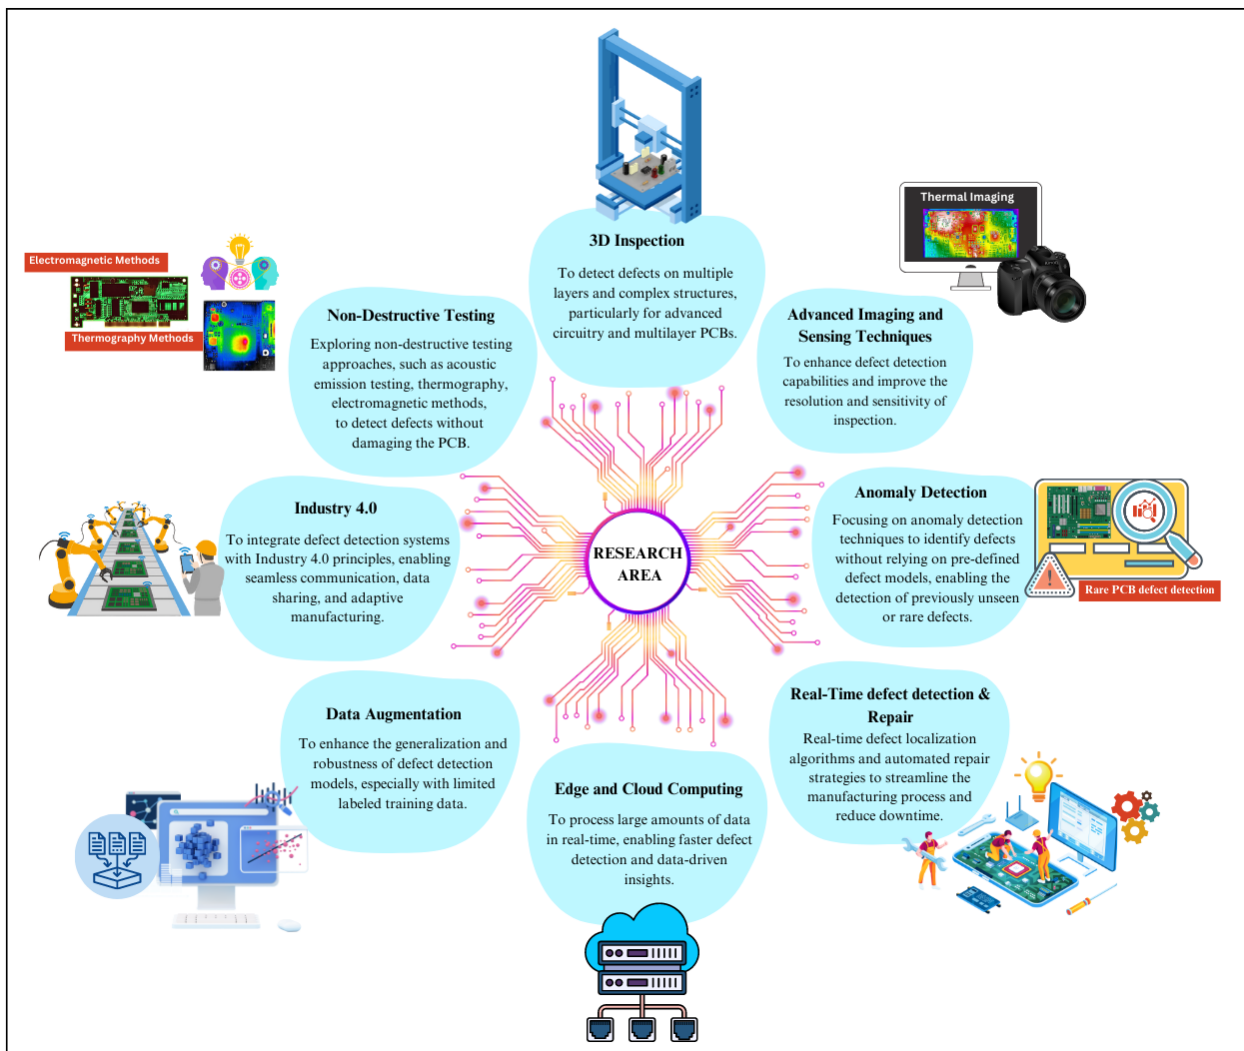 3D Inspection
To detect defects on multiple
layers and complex structures,
particularly for advanced
circuitry and multilayer PCBs.
Thermal Imaging
Advanced Imaging and
Sensing Techniques
To enhance defect detection
capabilities and improve the
resolution and sensitivity of
inspection.
Electromagnetic Methods
Thermography Methods
Non-Destructive Testing
Exploring non-destructive testing
approaches, such as acoustic
emission testing, thermography,
electromagnetic methods,
to detect defects without
damaging the PCB.
Industry 4.0
To integrate defect detection systems
with Industry 4.0 principles, enabling
seamless communication, data
sharing, and adaptive
manufacturing.
RESEARCH
AREA
Anomaly Detection
Focusing on anomaly detection
techniques to identify defects
without relying on pre-defined
defect models, enabling the
detection of previously unseen
or rare defects.
Rare PCB defect detection
Data Augmentation
To enhance the generalization and
robustness of defect detection
models, especially with limited
labeled training data.
Edge and Cloud Computing
To process large amounts of data
in real-time, enabling faster defect
detection and data-driven
insights.
Real-Time defect detection &
Repair
Real-time defect localization
algorithms and automated repair
strategies to streamline the
manufacturing process and
reduce downtime.